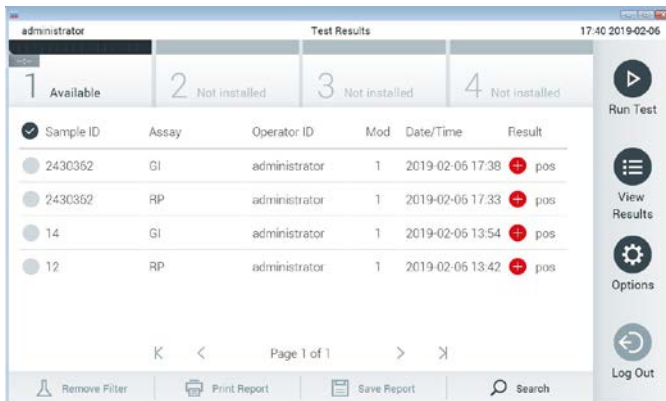 administrator Test Results 17:40 2019-02-06
1 Available 2 Not installed 3 Not installed 4 Not installed
Run Test
Sample ID Assay Operator ID Mod Date/Time Result
2430362 GI administrator 1 2019-02-06 17:38 pos
2430362 RP administrator 1 2019-02-06 17:33 pos
14 GI administrator 1 2019-02-06 13:54 pos
12 RP administrator 1 2019-02-06 13:42 pos
View
Results
Options
Page 1 of 1
Log Out
Remove Filter Print Report Save Report Search